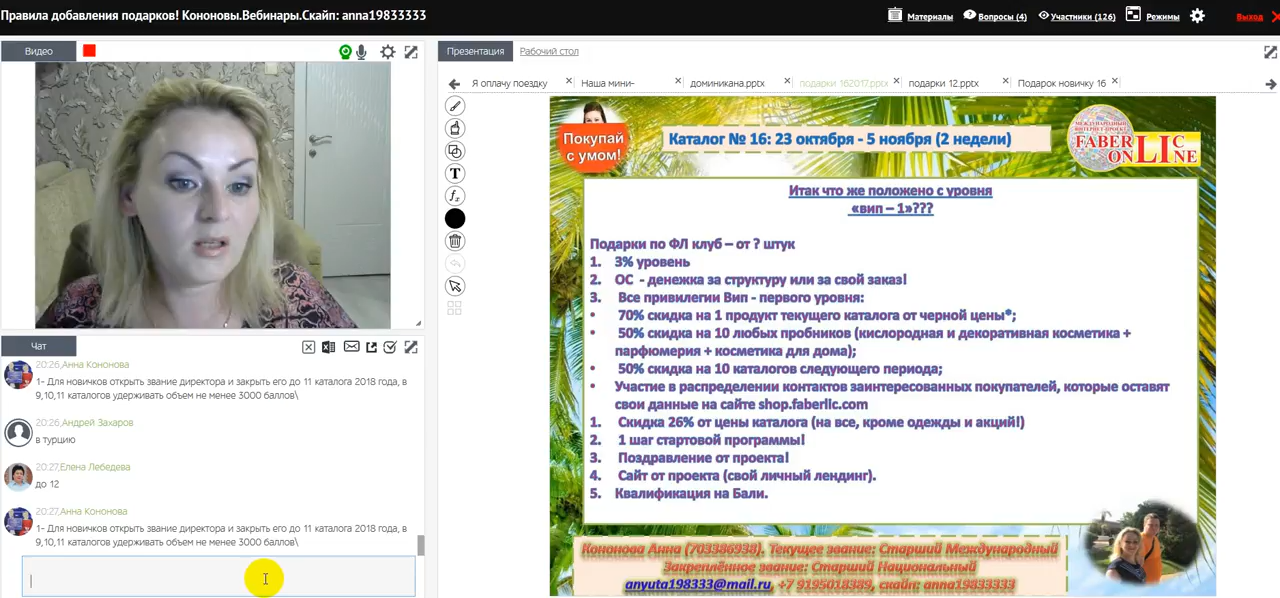 Правила добавления подарков! Кононовы.Вебинары.Скайп: anna19833333
Материалы
Вопросы (4)
Участники (126)
Режимы
Выход
Видео
Чат
20:26,Анна Кононова
1- Для новичков открыть звание директора и закрыть его до 11 каталога 2018 года, в
9,10,11 каталогов удерживать объем не менее 3000 баллов\
20:26,Андрей Захаров
в турцию
20:27,Елена Лебедева
до 12
20:27,Анна Кононова
1- Для новичков открыть звание директора и закрыть его до 11 каталога 2018 года, в
9,10,11 каталогов удерживать объем не менее 3000 баллов\
Презентация
Рабочий стол
Я оплачу поездку
Наша мини-
доминикана.pptx
подарки 162017.pptx
подарки 12.pptx
Подарок новичку 16
T
fx
Покупай
с умом!
Каталог № 16: 23 октября - 5 ноября (2 недели)
МЕЖДУНАРОДНЫЙ
ИНТЕРНЕТ-ПРОЕКТ
FABERLIC
ONLINE
Итак что же положено с уровня
«вип – 1»???
Подарки по ФЛ клуб – от ? штук
1. 3% уровень
2. ОС - денежка за структуру или за свой заказ!
3. Все привилегии Вип - первого уровня:
• 70% скидка на 1 продукт текущего каталога от черной цены*;
• 50% скидка на 10 любых пробников (кислородная и декоративная косметика +
парфюмерия + косметика для дома);
• 50% скидка на 10 каталогов следующего периода;
• Участие в распределении контактов заинтересованных покупателей, которые оставят
свои данные на сайте shop.faberlic.com
1. Скидка 26% от цены каталога (на все, кроме одежды и акций!)
2. 1 шаг стартовой программы!
3. Поздравление от проекта!
4. Сайт от проекта (свой личный лендинг).
5. Квалификация на Бали.
Кононова Анна (703386938). Текущее звание: Старший Международный
Закреплённое звание: Старший Национальный
anyuta198333@mail.ru, +7 9195018389, скайп: anna19833333